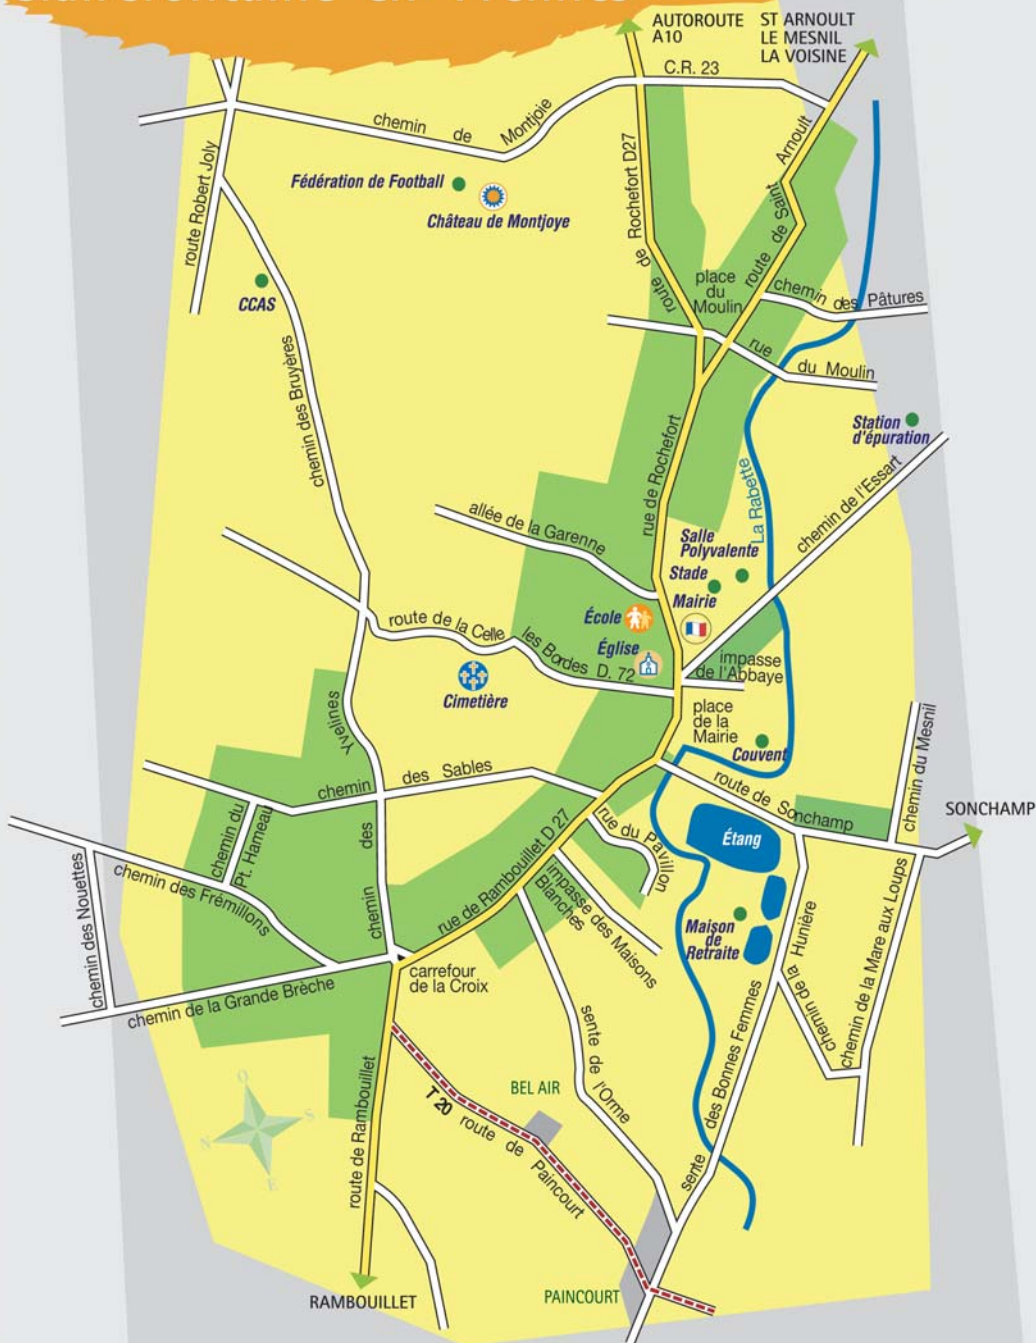 AUTOROUTE
A10
ST ARNOULT
LE MESNIL
LA VOISINE
C.R. 23
chemin de Montjoie
route Robert Joly
Fédération de Football
Château de Montjoye
CCAS
route de Rochefort D27
route de Saint Arnoult
place
du
Moulin
chemin des Pâtures
rue du Moulin
chemin des Bruyères
Station
d'épuration
rue de Rochefort
La Rabette
chemin de l'Essart
allée de la Garenne
Salle
Polyvalente
Stade
Mairie
École
Église
route de la Celle les Bordes D. 72
impasse
de l'Abbaye
Cimetière
place
de la
Mairie
Couvent
chemin des Yvelines
chemin des Sables
route de Sonchamp
chemin du Mesnil
SONCHAMP
chemin du
Pt. Hameau
rue du Pavillon
Étang
chemin des Frémillons
chemin des Nouettes
rue de Rambouillet D 27
impasse des Maisons
Blanches
Maison
de
Retraite
chemin de la Hunière
chemin de la Mare aux Loups
carrefour
de la Croix
chemin de la Grande Brèche
sente de l'Orme
sente des Bonnes Femmes
BEL AIR
T 20 route de Paincourt
route de Rambouillet
O
S
N
E
PAINCOURT
RAMBOUILLET